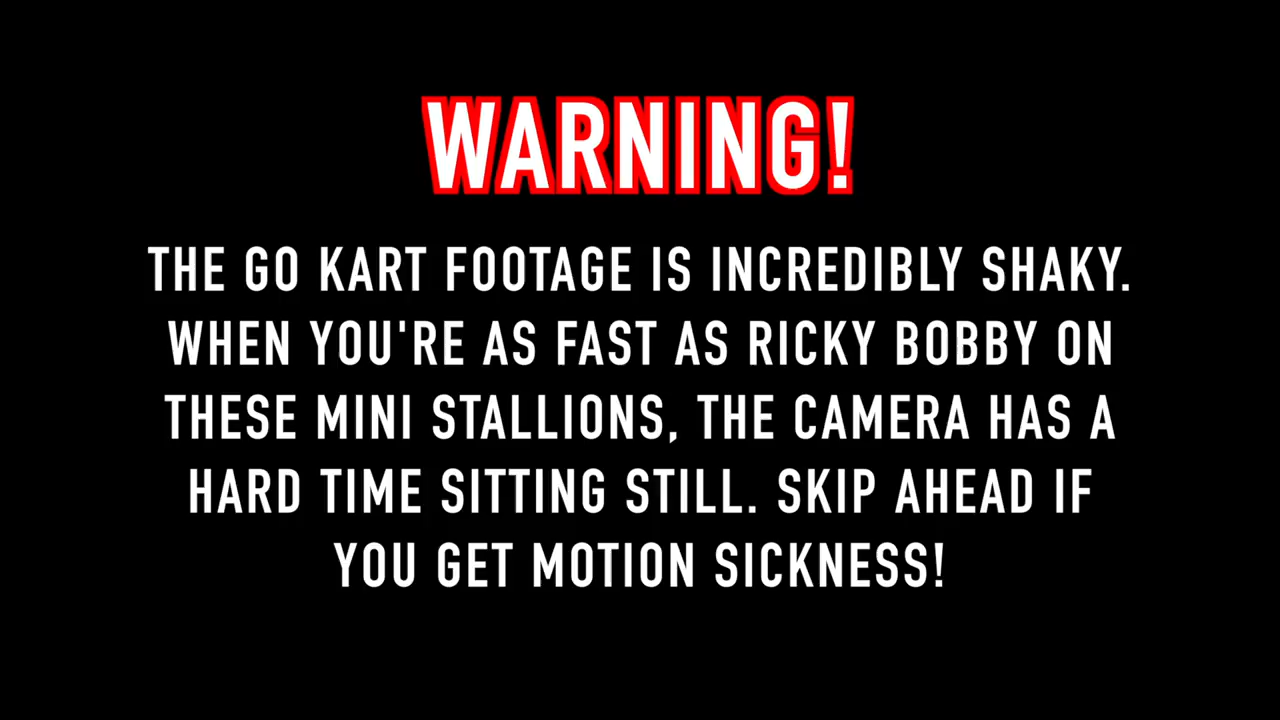 WARNING!
THE GO KART FOOTAGE IS INCREDIBLY SHAKY.
WHEN YOU'RE AS FAST AS RICKY BOBBY ON
THESE MINI STALLIONS, THE CAMERA HAS A
HARD TIME SITTING STILL. SKIP AHEAD IF
YOU GET MOTION SICKNESS!